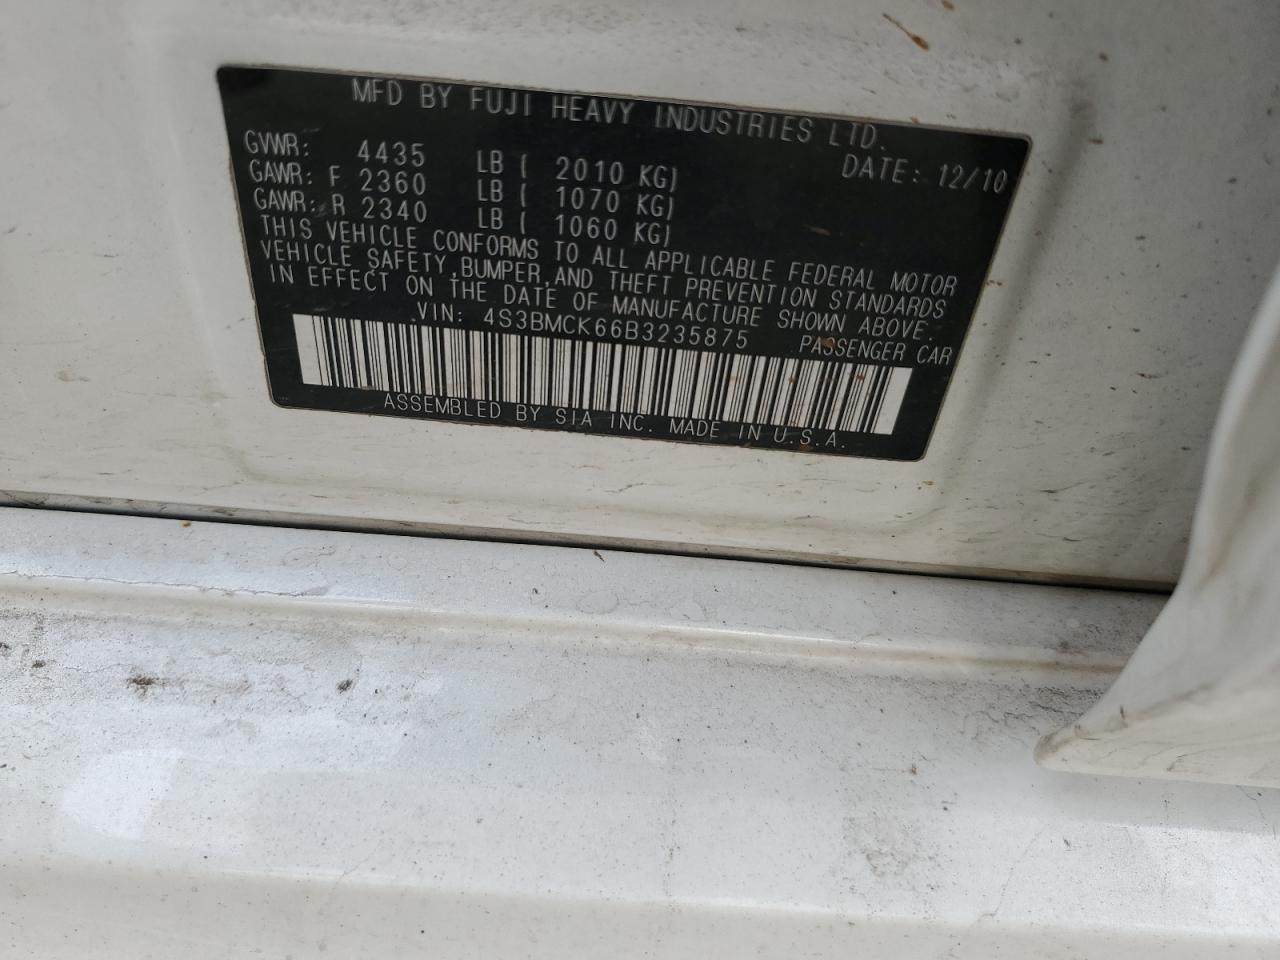 MFD BY FUJI HEAVY INDUSTRIES LTD.
DATE: 12/10
GVWR: 4435 LB ( 2010 KG)
GAWR: F 2360 LB ( 1070 KG)
GAWR: R 2340 LB ( 1060 KG)
THIS VEHICLE CONFORMS TO ALL APPLICABLE FEDERAL MOTOR
VEHICLE SAFETY,BUMPER,AND THEFT PREVENTION STANDARDS
IN EFFECT ON THE DATE OF MANUFACTURE SHOWN ABOVE.
VIN: 4S3BMCK66B3235875 PASSENGER CAR
ASSEMBLED BY SIA INC. MADE IN U.S.A.